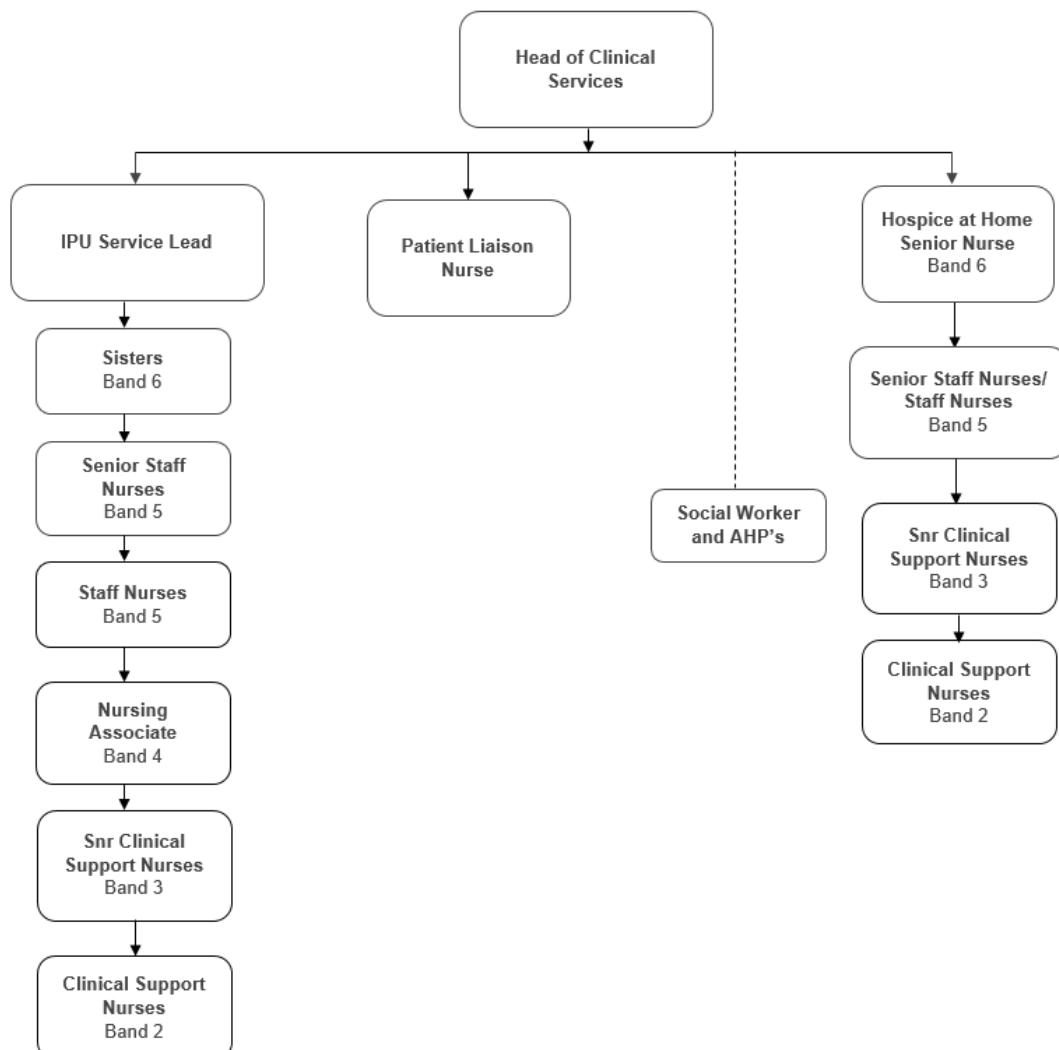 Head of Clinical
Services
IPU Service Lead
Patient Liaison
Nurse
Hospice at Home
Senior Nurse
Band 6
Sisters
Band 6
Senior Staff Nurses/
Staff Nurses
Band 5
Senior Staff
Nurses
Band 5
Social Worker
and AHP's
Snr Clinical
Support Nurses
Band 3
Staff Nurses
Band 5
Clinical Support
Nurses
Band 2
Nursing
Associate
Band 4
Snr Clinical
Support Nurses
Band 3
Clinical Support
Nurses
Band 2